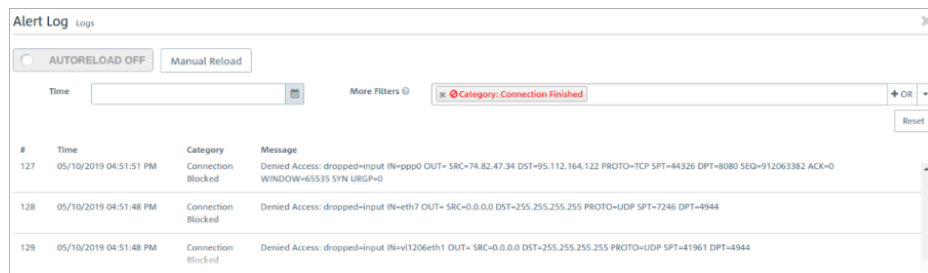 Alert Log Logs
AUTORELOAD OFF Manual Reload
Time More Filters Category: Connection Finished + OR
Reset
# Time Category Message
127 05/10/2019 04:51:51 PM Connection Denied Access: dropped=input IN=ppp0 OUT= SRC=74.82.47.34 DST=95.112.164.122 PROTO=TCP SPT=44326 DPT=8080 SEQ=912063382 ACK=0
Blocked WINDOW=65535 SYN URGP=0
128 05/10/2019 04:51:48 PM Connection Denied Access: dropped=input IN=eth7 OUT= SRC=0.0.0.0 DST=255.255.255.255 PROTO=UDP SPT=7246 DPT=4944
Blocked
129 05/10/2019 04:51:48 PM Connection Denied Access: dropped=input IN=vl1206eth1 OUT= SRC=0.0.0.0 DST=255.255.255.255 PROTO=UDP SPT=41961 DPT=4944
Blocked